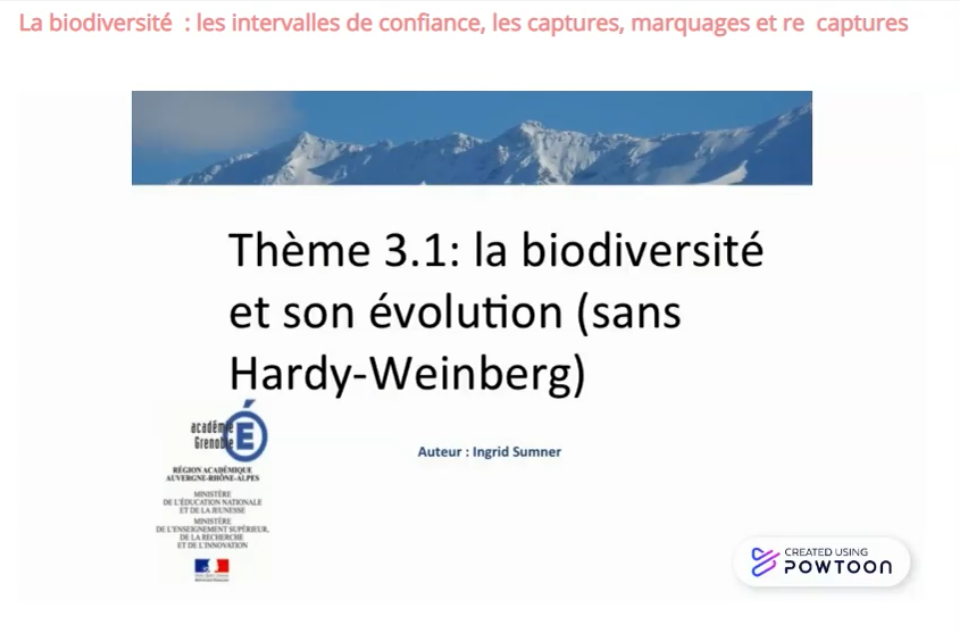 La biodiversité : les intervalles de confiance, les captures, marquages et re captures
Thème 3.1: la biodiversité
et son évolution (sans
Hardy-Weinberg)
académie
Grenoble
É
RÉGION ACADÉMIQUE
AUVERGNE-RHÔNE-ALPES
MINISTÈRE
DE L'ÉDUCATION NATIONALE
ET DE LA JEUNESSE
MINISTÈRE
DE L'ENSEIGNEMENT SUPÉRIEUR,
DE LA RECHERCHE
ET DE L'INNOVATION
Auteur : Ingrid Sumner
CREATED USING
POWTOON